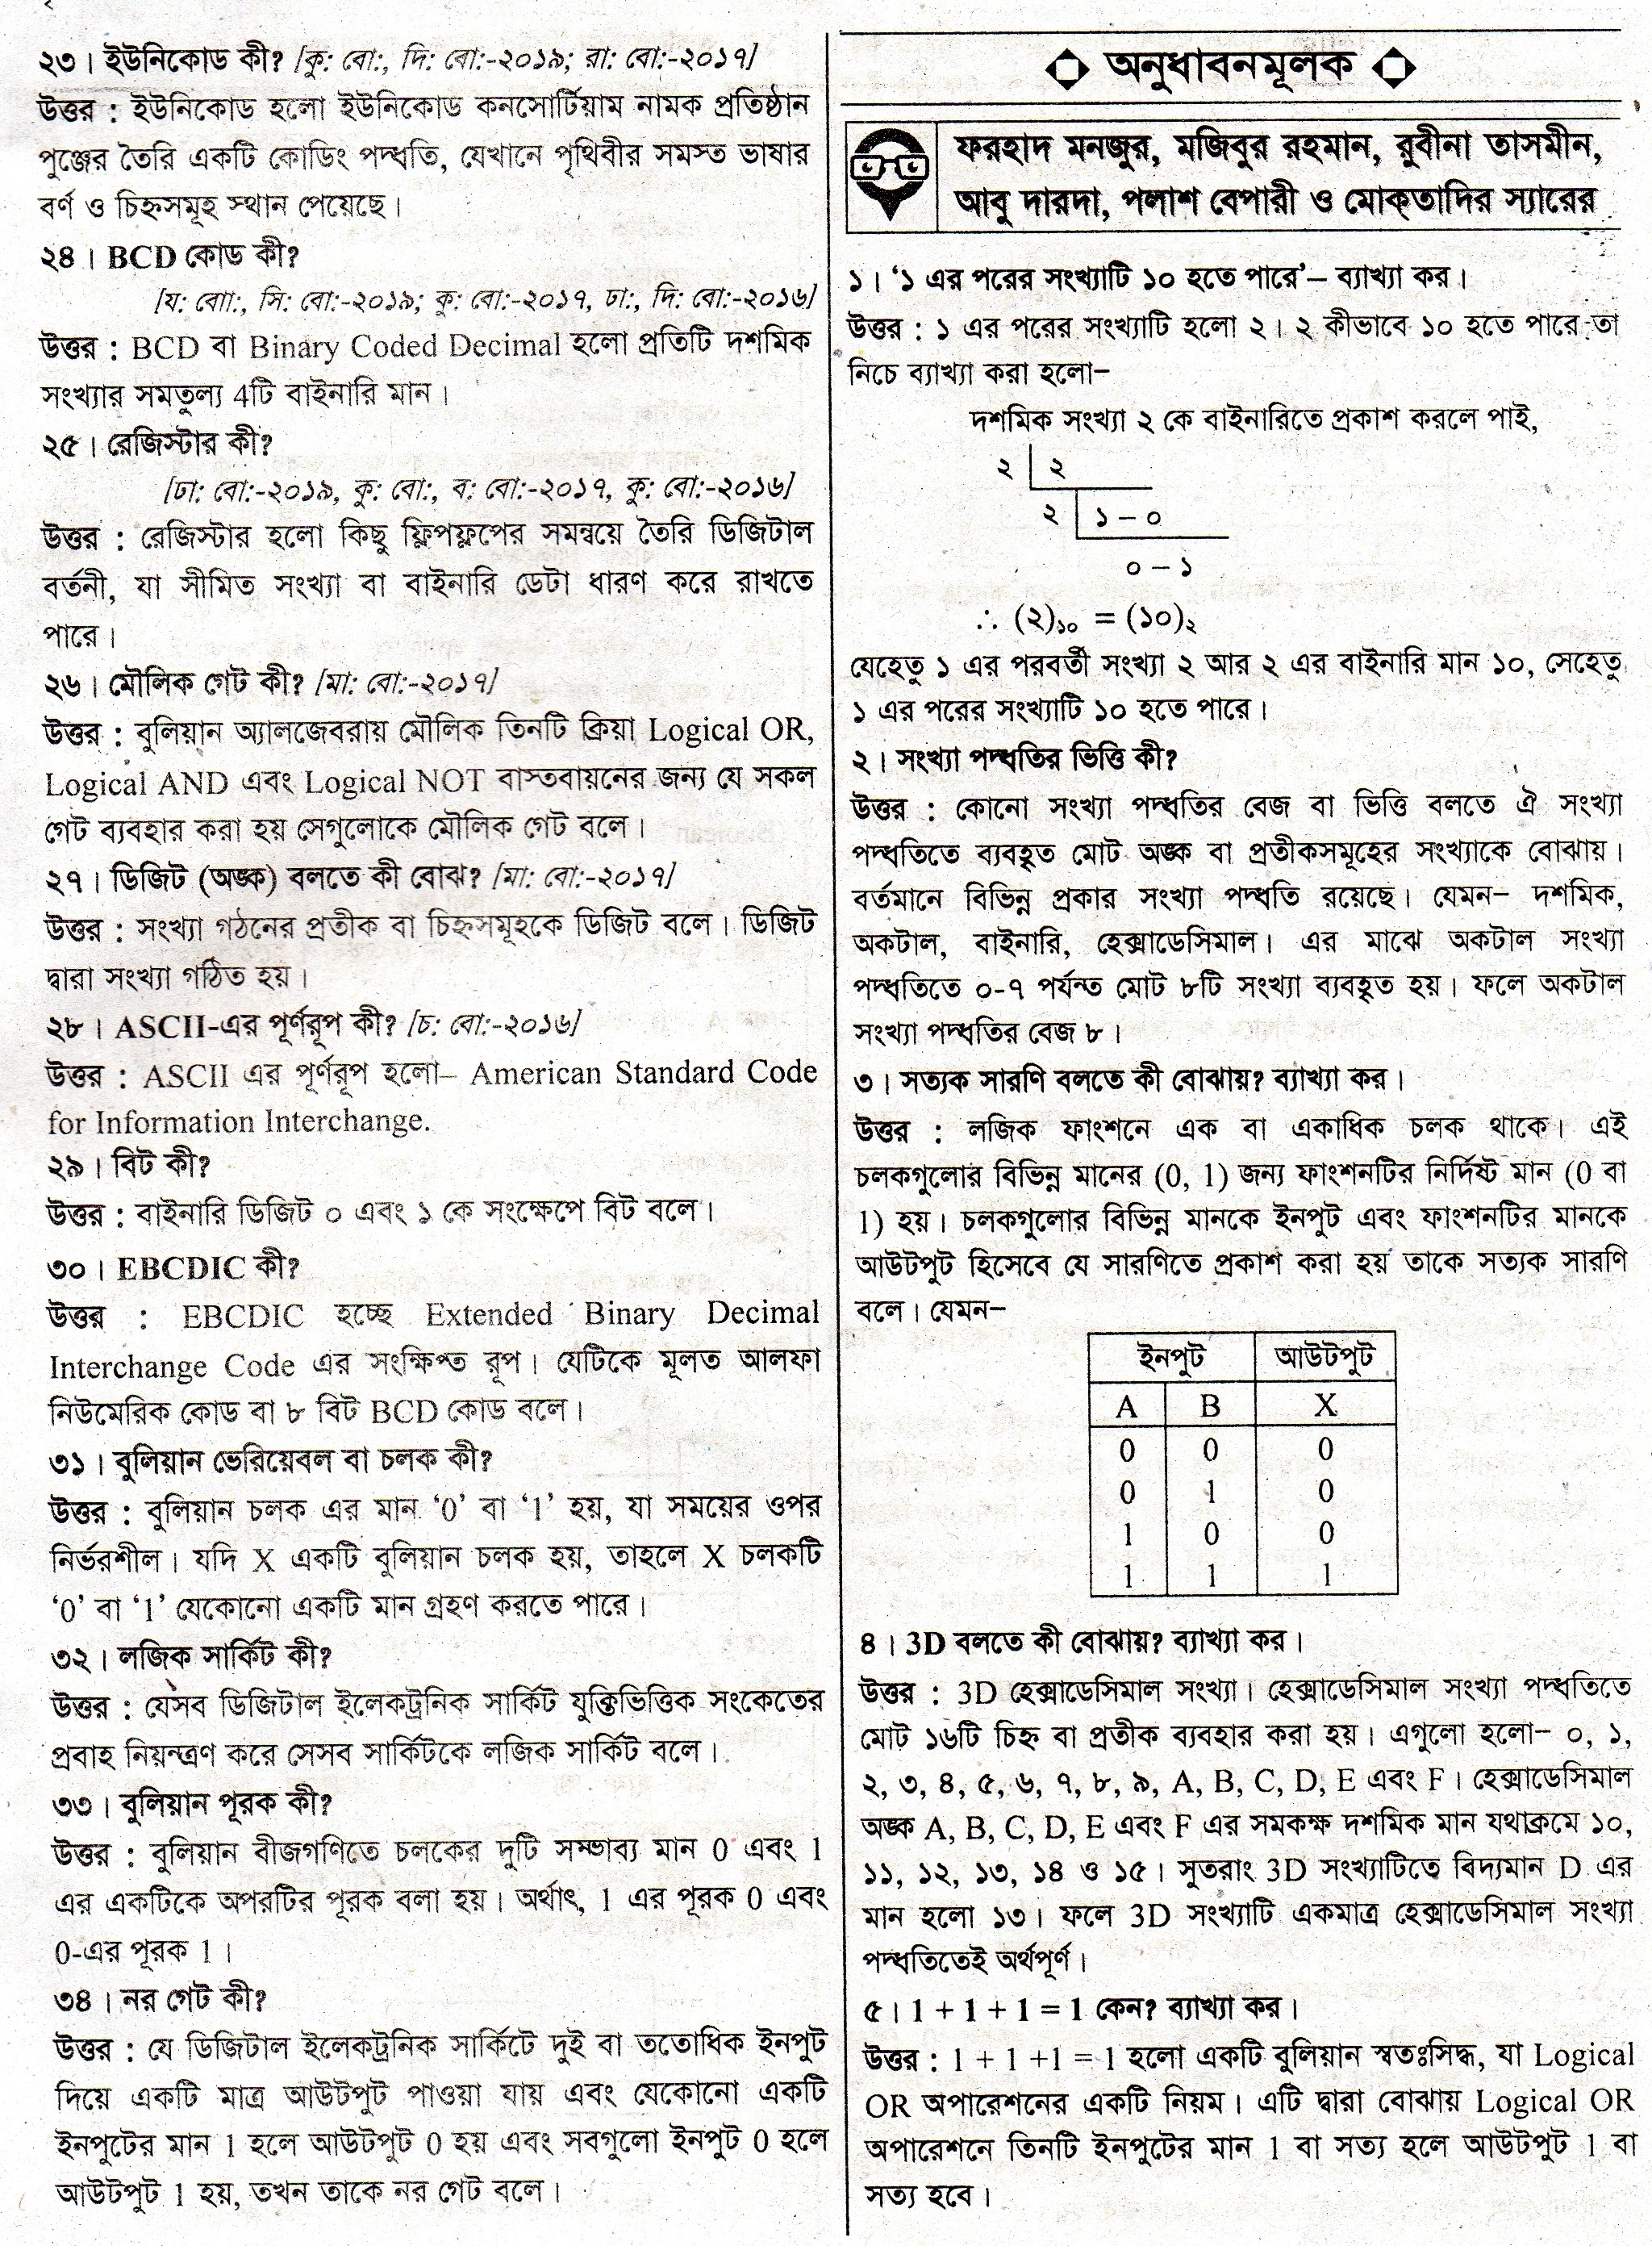 ২৩। ইউনিকোড কী? [কু: বো:, দি: বো:-২০১৯; রা: বো:-২০১৭]
উত্তর : ইউনিকোড হলো ইউনিকোড কনসোর্টিয়াম নামক প্রতিষ্ঠান
পুঞ্জের তৈরি একটি কোডিং পদ্ধতি, যেখানে পৃথিবীর সমস্ত ভাষার
বর্ণ ও চিহ্নসমূহ স্থান পেয়েছে।
২৪। BCD কোড কী?
[য: বোা:, সি: বো:-২০১৯; কু: বো:-২০১৭, ঢা:, দি: বো:-২০১৬]
উত্তর : BCD বা Binary Coded Decimal হলো প্রতিটি দশমিক
সংখ্যার সমতুল্য 4টি বাইনারি মান।
২৫। রেজিস্টার কী?
[ঢা: বো:-২০১৯, কু: বো:, ব: বো:-২০১৭, কু: বো:-২০১৬]
উত্তর : রেজিস্টার হলো কিছু ফ্লিপফ্লপের সমন্বয়ে তৈরি ডিজিটাল
বর্তনী, যা সীমিত সংখ্যা বা বাইনারি ডেটা ধারণ করে রাখতে
পারে।
২৬। মৌলিক গেট কী? [মা: বো:-২০১৭]
উত্তর : বুলিয়ান অ্যালজেবরায় মৌলিক তিনটি ক্রিয়া Logical OR,
Logical AND এবং Logical NOT বাস্তবায়নের জন্য যে সকল
গেট ব্যবহার করা হয় সেগুলোকে মৌলিক গেট বলে।
২৭। ডিজিট (অঙ্ক) বলতে কী বোঝ? [মা: বো:-২০১৭]
উত্তর : সংখ্যা গঠনের প্রতীক বা চিহ্নসমূহকে ডিজিট বলে। ডিজিট
দ্বারা সংখ্যা গঠিত হয়।
২৮। ASCII-এর পূর্ণরূপ কী? [চ: বো:-২০১৬]
উত্তর : ASCII এর পূর্ণরূপ হলো– American Standard Code
for Information Interchange.
২৯। বিট কী?
উত্তর : বাইনারি ডিজিট ০ এবং ১ কে সংক্ষেপে বিট বলে।
৩০। EBCDIC কী?
উত্তর : EBCDIC হচ্ছে Extended Binary Decimal
Interchange Code এর সংক্ষিপ্ত রূপ। যেটিকে মূলত আলফা
নিউমেরিক কোড বা ৮ বিট BCD কোড বলে।
৩১। বুলিয়ান ভেরিয়েবল বা চলক কী?
উত্তর : বুলিয়ান চলক এর মান ‘0’ বা ‘1’ হয়, যা সময়ের ওপর
নির্ভরশীল। যদি X একটি বুলিয়ান চলক হয়, তাহলে X চলকটি
‘0’ বা ‘1’ যেকোনো একটি মান গ্রহণ করতে পারে।
৩২। লজিক সার্কিট কী?
উত্তর : যেসব ডিজিটাল ইলেকট্রনিক সার্কিট যুক্তিভিত্তিক সংকেতের
প্রবাহ নিয়ন্ত্রণ করে সেসব সার্কিটকে লজিক সার্কিট বলে।
৩৩। বুলিয়ান পূরক কী?
উত্তর : বুলিয়ান বীজগণিতে চলকের দুটি সম্ভাব্য মান 0 এবং 1
এর একটিকে অপরটির পূরক বলা হয়। অর্থাৎ, 1 এর পূরক 0 এবং
0-এর পূরক 1।
৩৪। নর গেট কী?
উত্তর : যে ডিজিটাল ইলেকট্রনিক সার্কিটে দুই বা ততোধিক ইনপুট
দিয়ে একটি মাত্র আউটপুট পাওয়া যায় এবং যেকোনো একটি
ইনপুটের মান 1 হলে আউটপুট 0 হয় এবং সবগুলো ইনপুট 0 হলে
আউটপুট 1 হয়, তখন তাকে নর গেট বলে।
অনুধাবনমূলক
ফরহাদ মনজুর, মজিবুর রহমান, রুবীনা তাসমীন,
আবু দারদা, পলাশ বেপারী ও মোক্তাদির স্যারের
১। ‘১ এর পরের সংখ্যাটি ১০ হতে পারে’– ব্যাখ্যা কর।
উত্তর : ১ এর পরের সংখ্যাটি হলো ২। ২ কীভাবে ১০ হতে পারে তা
নিচে ব্যাখ্যা করা হলো–
দশমিক সংখ্যা ২ কে বাইনারিতে প্রকাশ করলে পাই,
২ | ২
২ | ১ – ০
০ – ১
∴ (২)₁₀ = (১০)₂
যেহেতু ১ এর পরবর্তী সংখ্যা ২ আর ২ এর বাইনারি মান ১০, সেহেতু
১ এর পরের সংখ্যাটি ১০ হতে পারে।
২। সংখ্যা পদ্ধতির ভিত্তি কী?
উত্তর : কোনো সংখ্যা পদ্ধতির বেজ বা ভিত্তি বলতে ঐ সংখ্যা
পদ্ধতিতে ব্যবহৃত মোট অঙ্ক বা প্রতীকসমূহের সংখ্যাকে বোঝায়।
বর্তমানে বিভিন্ন প্রকার সংখ্যা পদ্ধতি রয়েছে। যেমন– দশমিক,
অকটাল, বাইনারি, হেক্সাডেসিমাল। এর মাঝে অকটাল সংখ্যা
পদ্ধতিতে ০-৭ পর্যন্ত মোট ৮টি সংখ্যা ব্যবহৃত হয়। ফলে অকটাল
সংখ্যা পদ্ধতির বেজ ৮।
৩। সত্যক সারণি বলতে কী বোঝায়? ব্যাখ্যা কর।
উত্তর : লজিক ফাংশনে এক বা একাধিক চলক থাকে। এই
চলকগুলোর বিভিন্ন মানের (0, 1) জন্য ফাংশনটির নির্দিষ্ট মান (0 বা
1) হয়। চলকগুলোর বিভিন্ন মানকে ইনপুট এবং ফাংশনটির মানকে
আউটপুট হিসেবে যে সারণিতে প্রকাশ করা হয় তাকে সত্যক সারণি
বলে। যেমন–
ইনপুট আউটপুট
A B X
0 0 0
0 1 0
1 0 0
1 1 1
৪। 3D বলতে কী বোঝায়? ব্যাখ্যা কর।
উত্তর : 3D হেক্সাডেসিমাল সংখ্যা। হেক্সাডেসিমাল সংখ্যা পদ্ধতিতে
মোট ১৬টি চিহ্ন বা প্রতীক ব্যবহার করা হয়। এগুলো হলো– ০, ১,
২, ৩, ৪, ৫, ৬, ৭, ৮, ৯, A, B, C, D, E এবং F। হেক্সাডেসিমাল
অঙ্ক A, B, C, D, E এবং F এর সমকক্ষ দশমিক মান যথাক্রমে ১০,
১১, ১২, ১৩, ১৪ ও ১৫। সুতরাং 3D সংখ্যাটিতে বিদ্যমান D এর
মান হলো ১৩। ফলে 3D সংখ্যাটি একমাত্র হেক্সাডেসিমাল সংখ্যা
পদ্ধতিতেই অর্থপূর্ণ।
৫। 1 + 1 + 1 = 1 কেন? ব্যাখ্যা কর।
উত্তর : 1 + 1 +1 = 1 হলো একটি বুলিয়ান স্বতঃসিদ্ধ, যা Logical
OR অপারেশনের একটি নিয়ম। এটি দ্বারা বোঝায় Logical OR
অপারেশনে তিনটি ইনপুটের মান 1 বা সত্য হলে আউটপুট 1 বা
সত্য হবে।